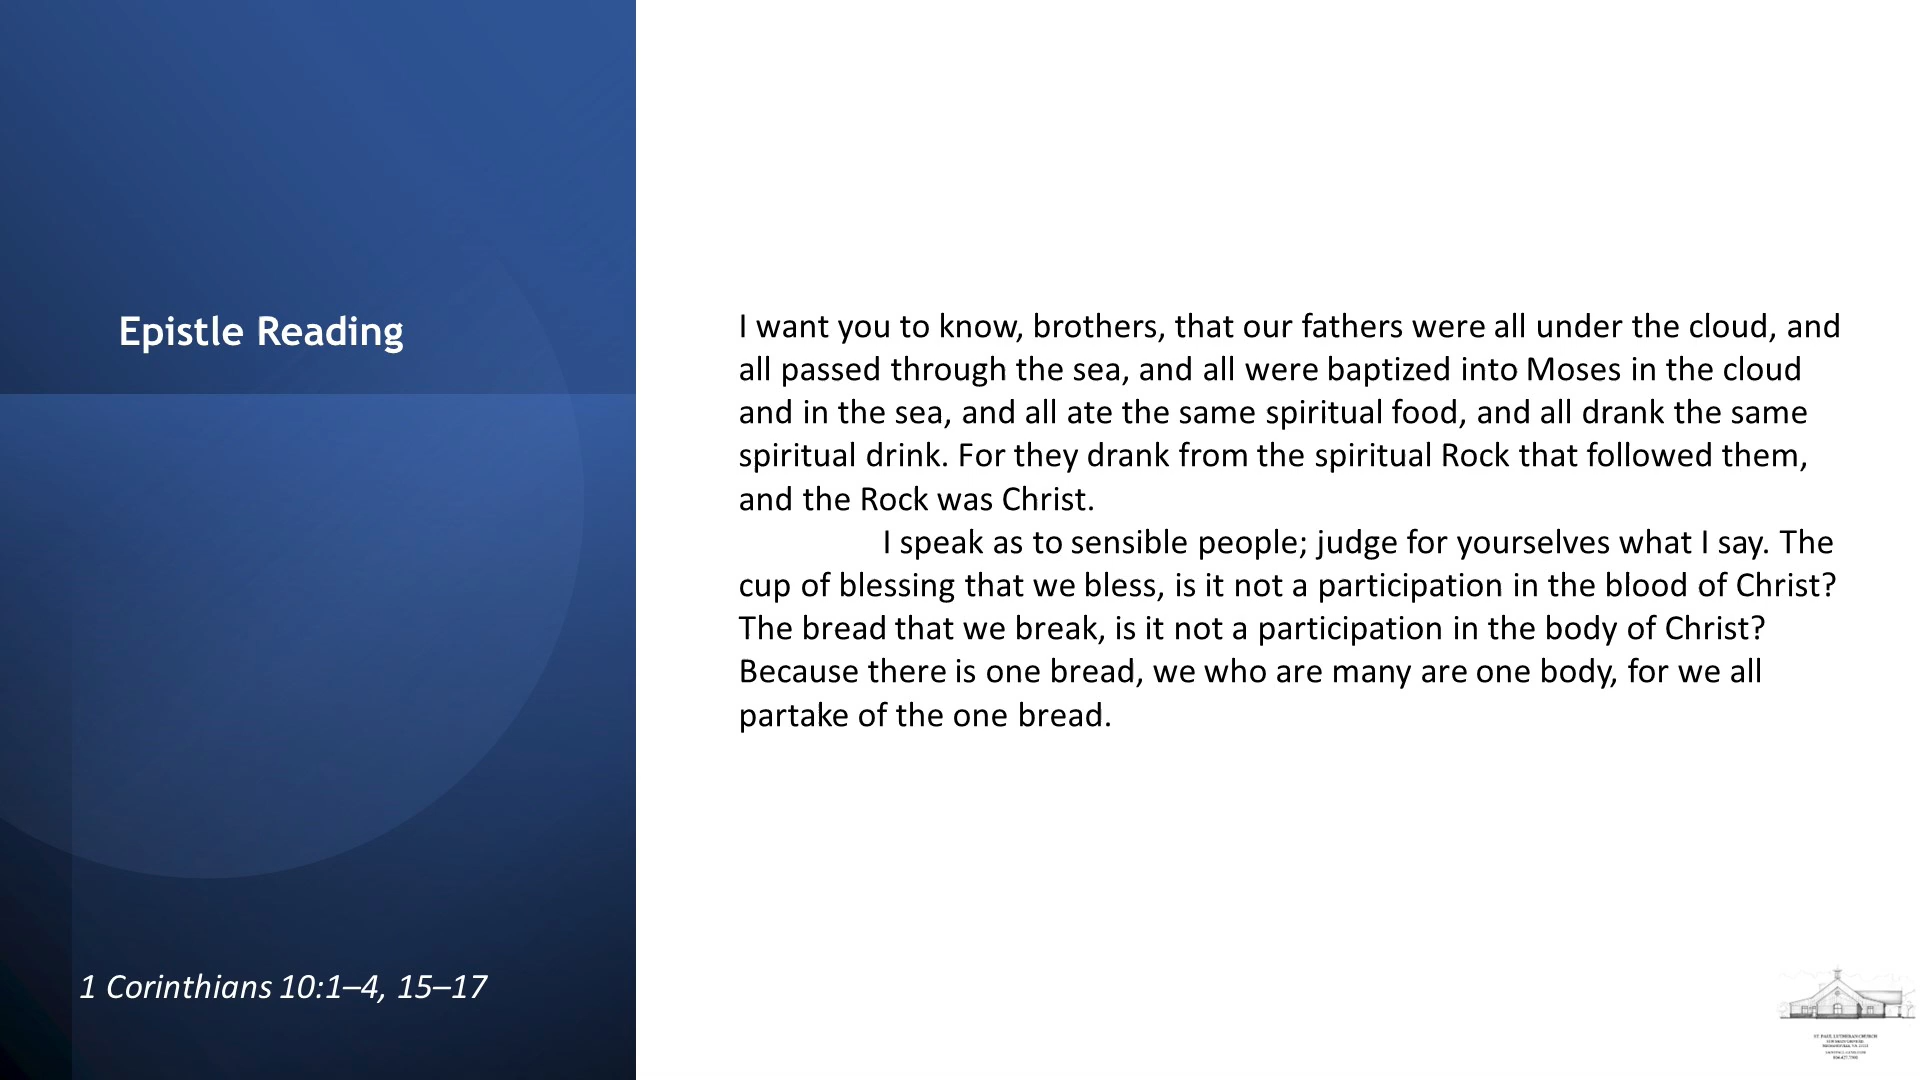 Epistle Reading
I want you to know, brothers, that our fathers were all under the cloud, and
all passed through the sea, and all were baptized into Moses in the cloud
and in the sea, and all ate the same spiritual food, and all drank the same
spiritual drink. For they drank from the spiritual Rock that followed them,
and the Rock was Christ.
I speak as to sensible people; judge for yourselves what I say. The
cup of blessing that we bless, is it not a participation in the blood of Christ?
The bread that we break, is it not a participation in the body of Christ?
Because there is one bread, we who are many are one body, for we all
partake of the one bread.
1 Corinthians 10:1–4, 15–17
ST. PAUL LUTHERAN CHURCH